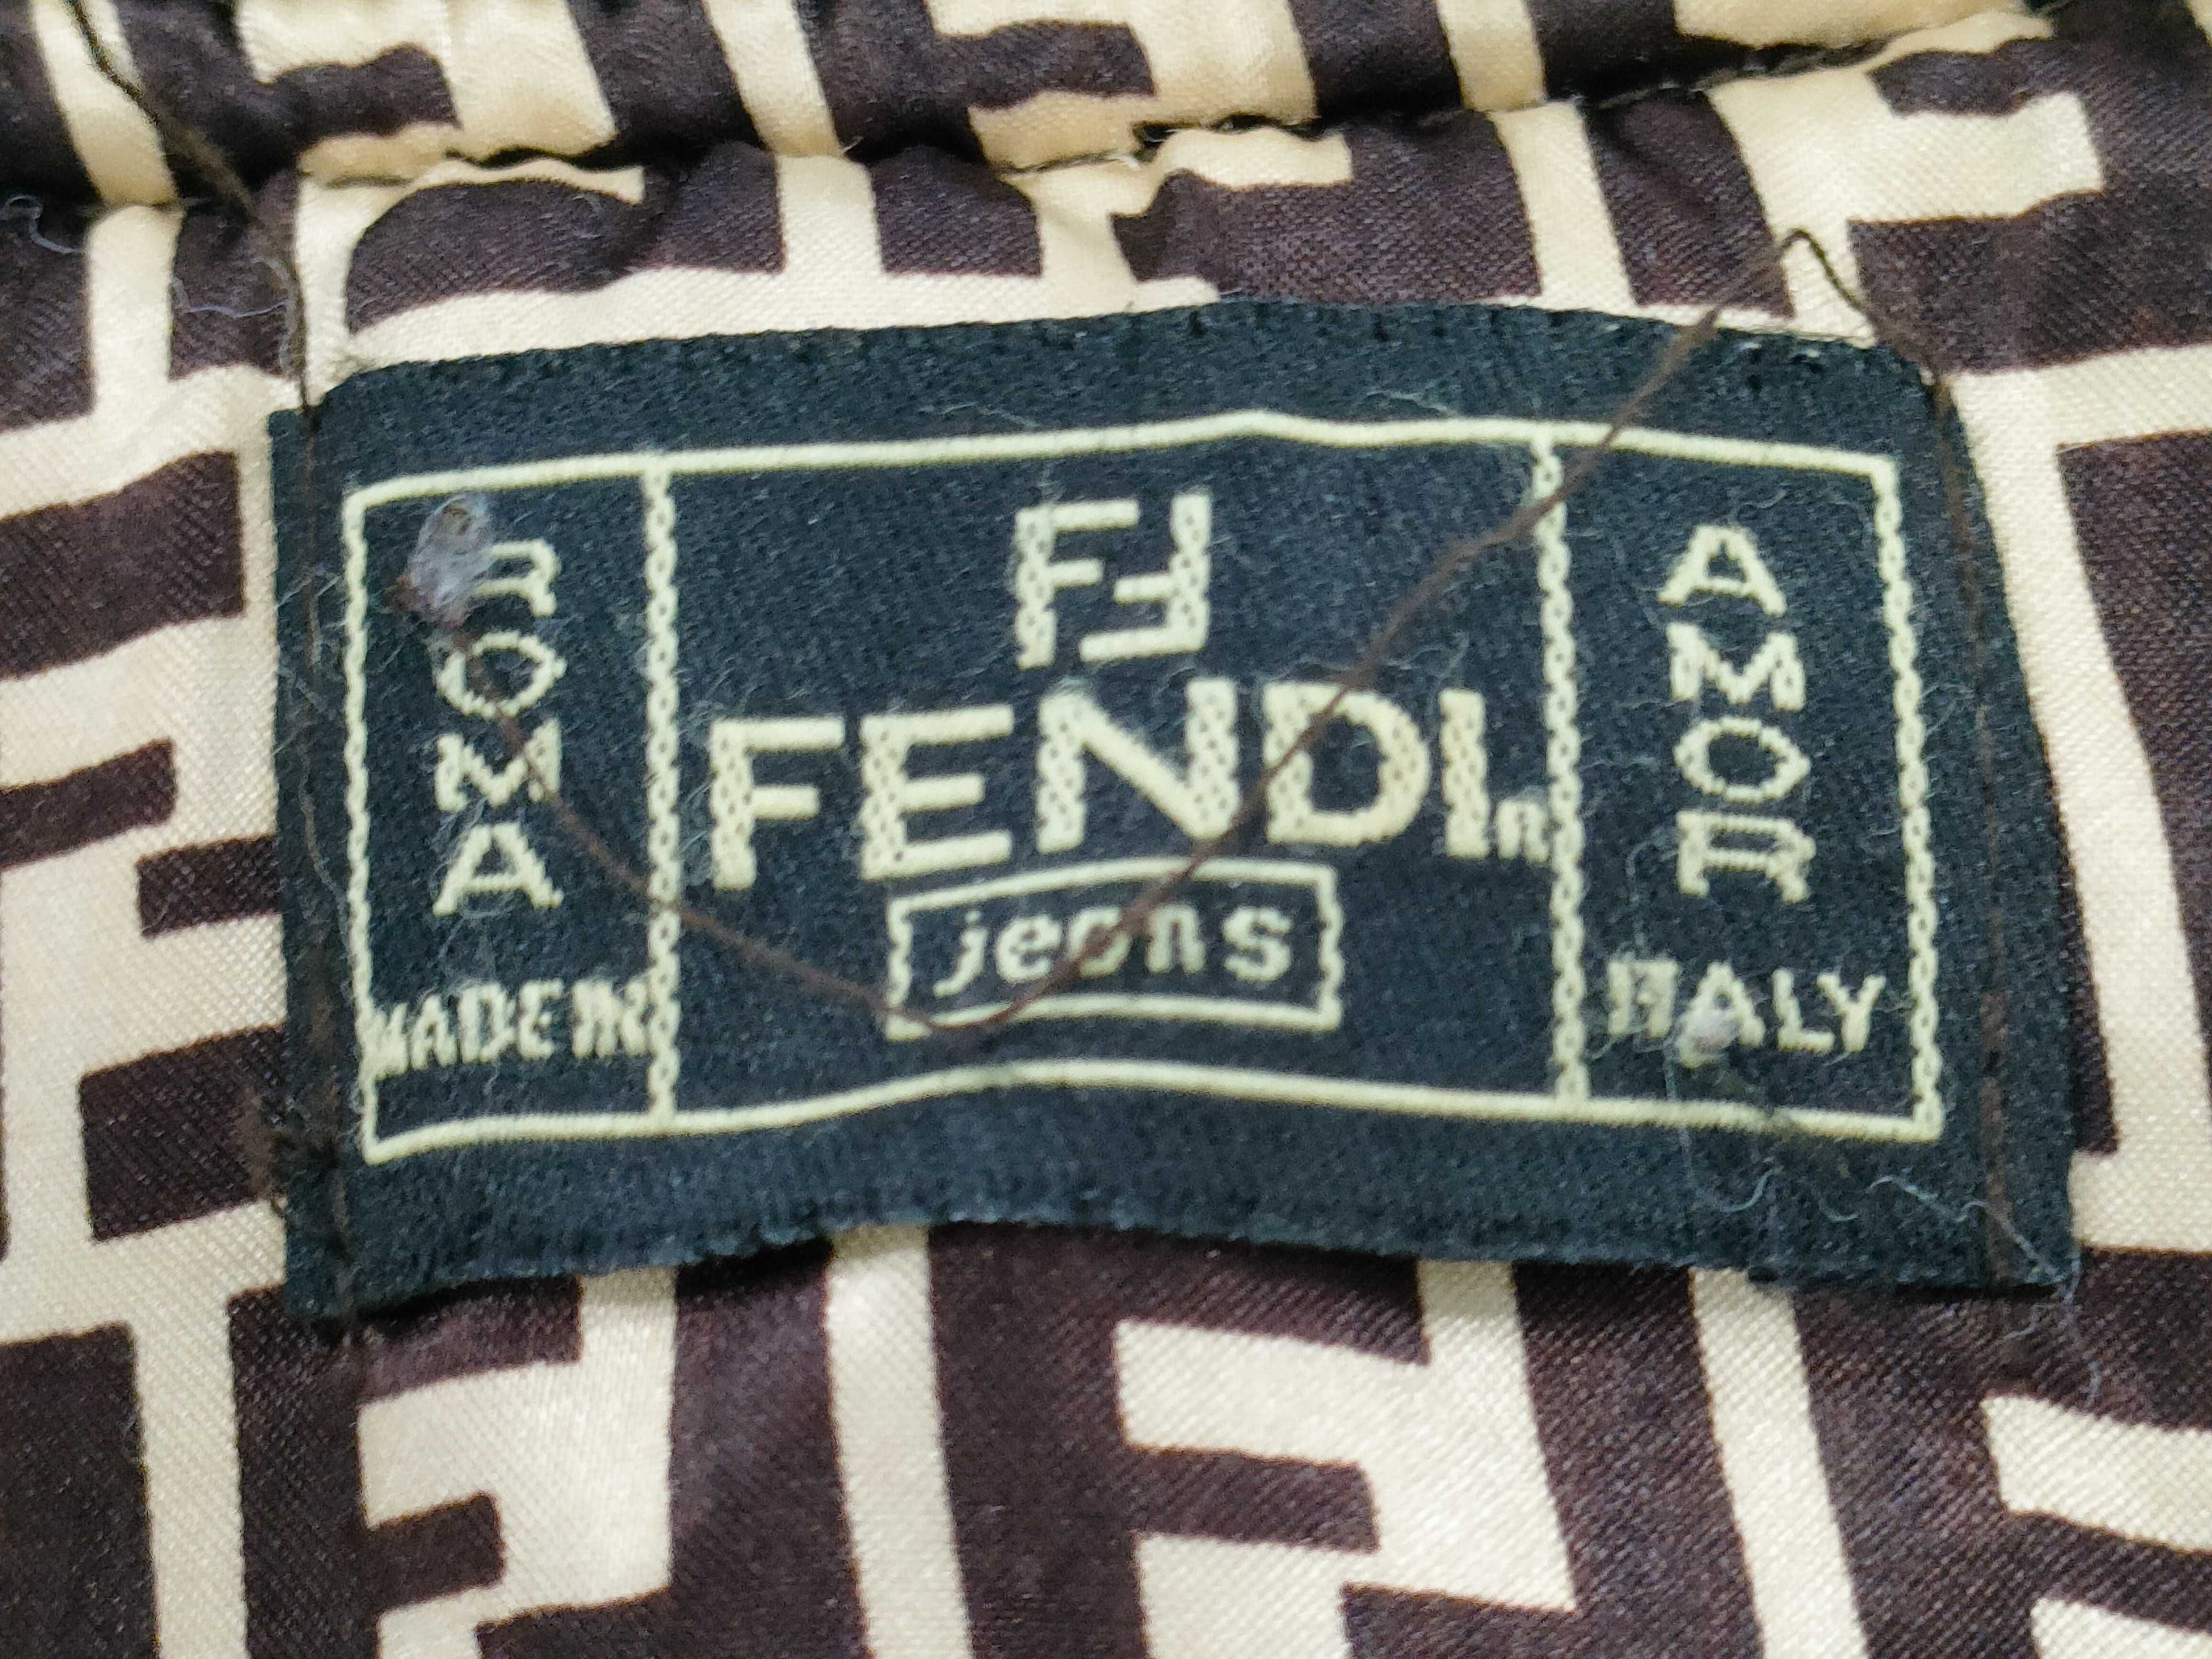 ROMA
MADE IN
FF
FENDI
jeans
AMOR
ITALY